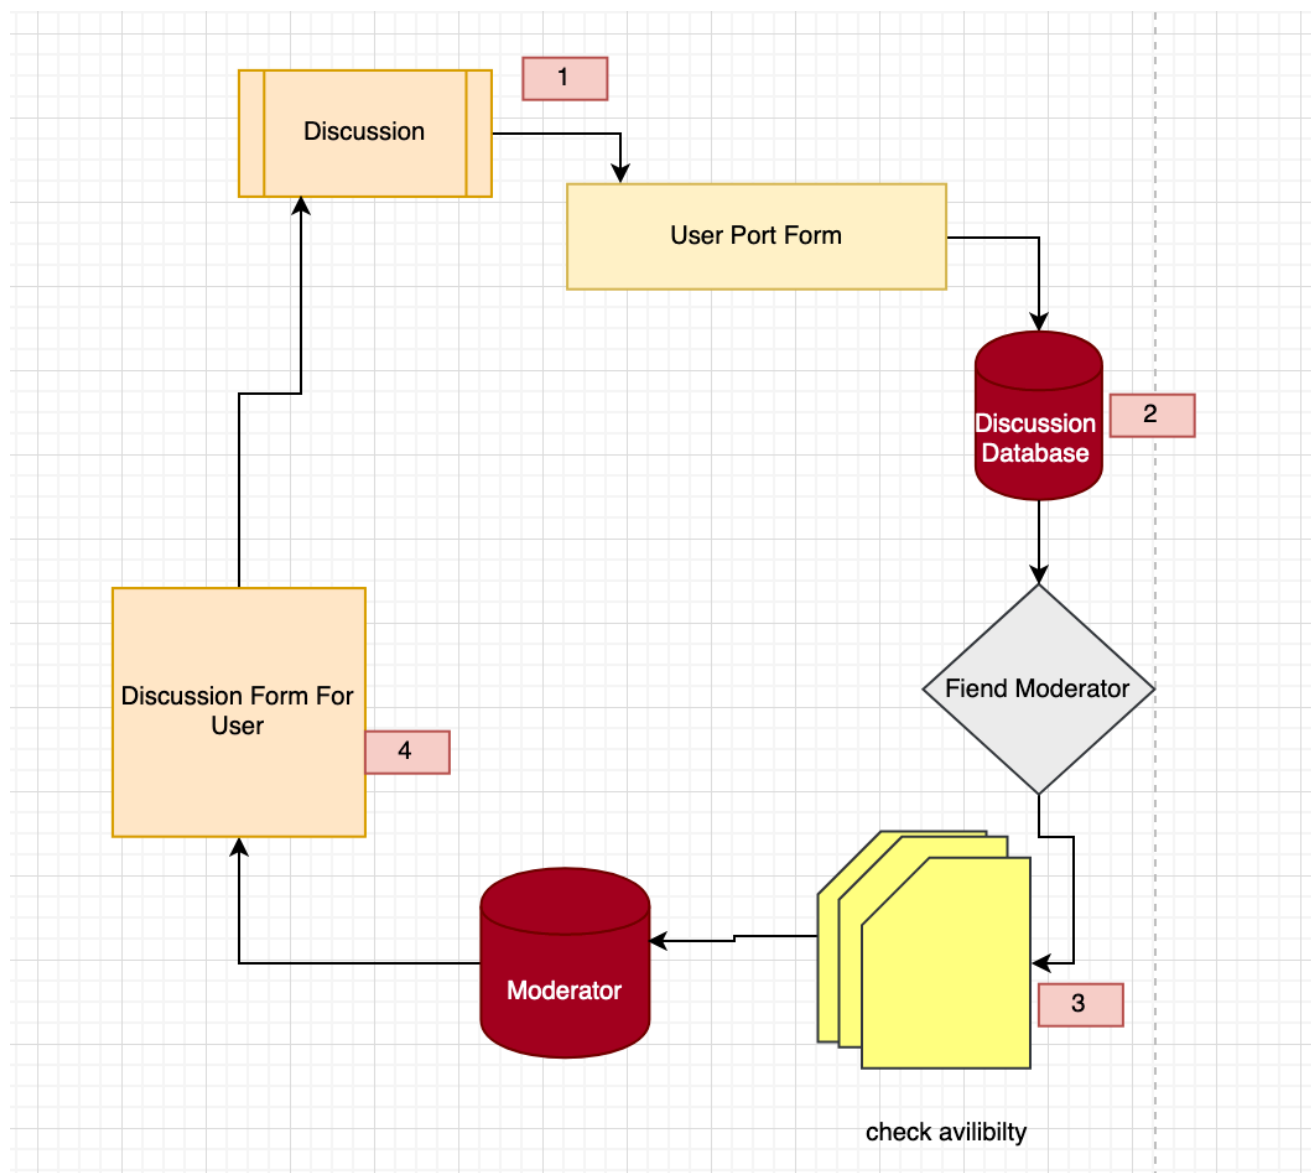 1
Discussion
User Port Form
2
Discussion
Database
Fiend Moderator
Discussion Form For
User
4
Moderator
3
check avilibilty